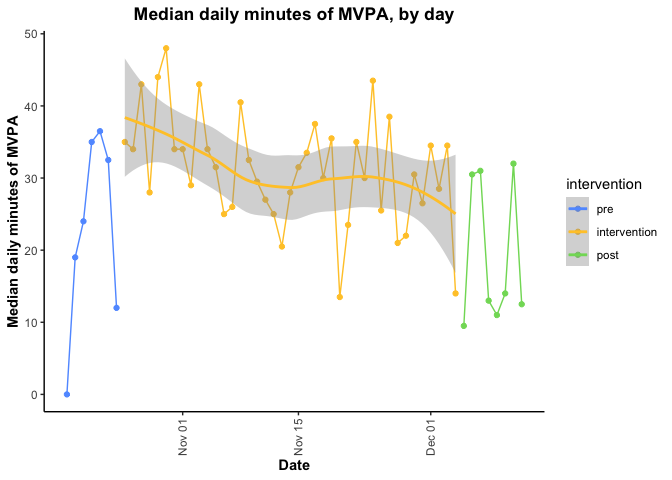 Median daily minutes of MVPA, by day
Median daily minutes of MVPA
50
40
30
20
10
0
Nov 01
Nov 15
Dec 01
Date
intervention
pre
intervention
post